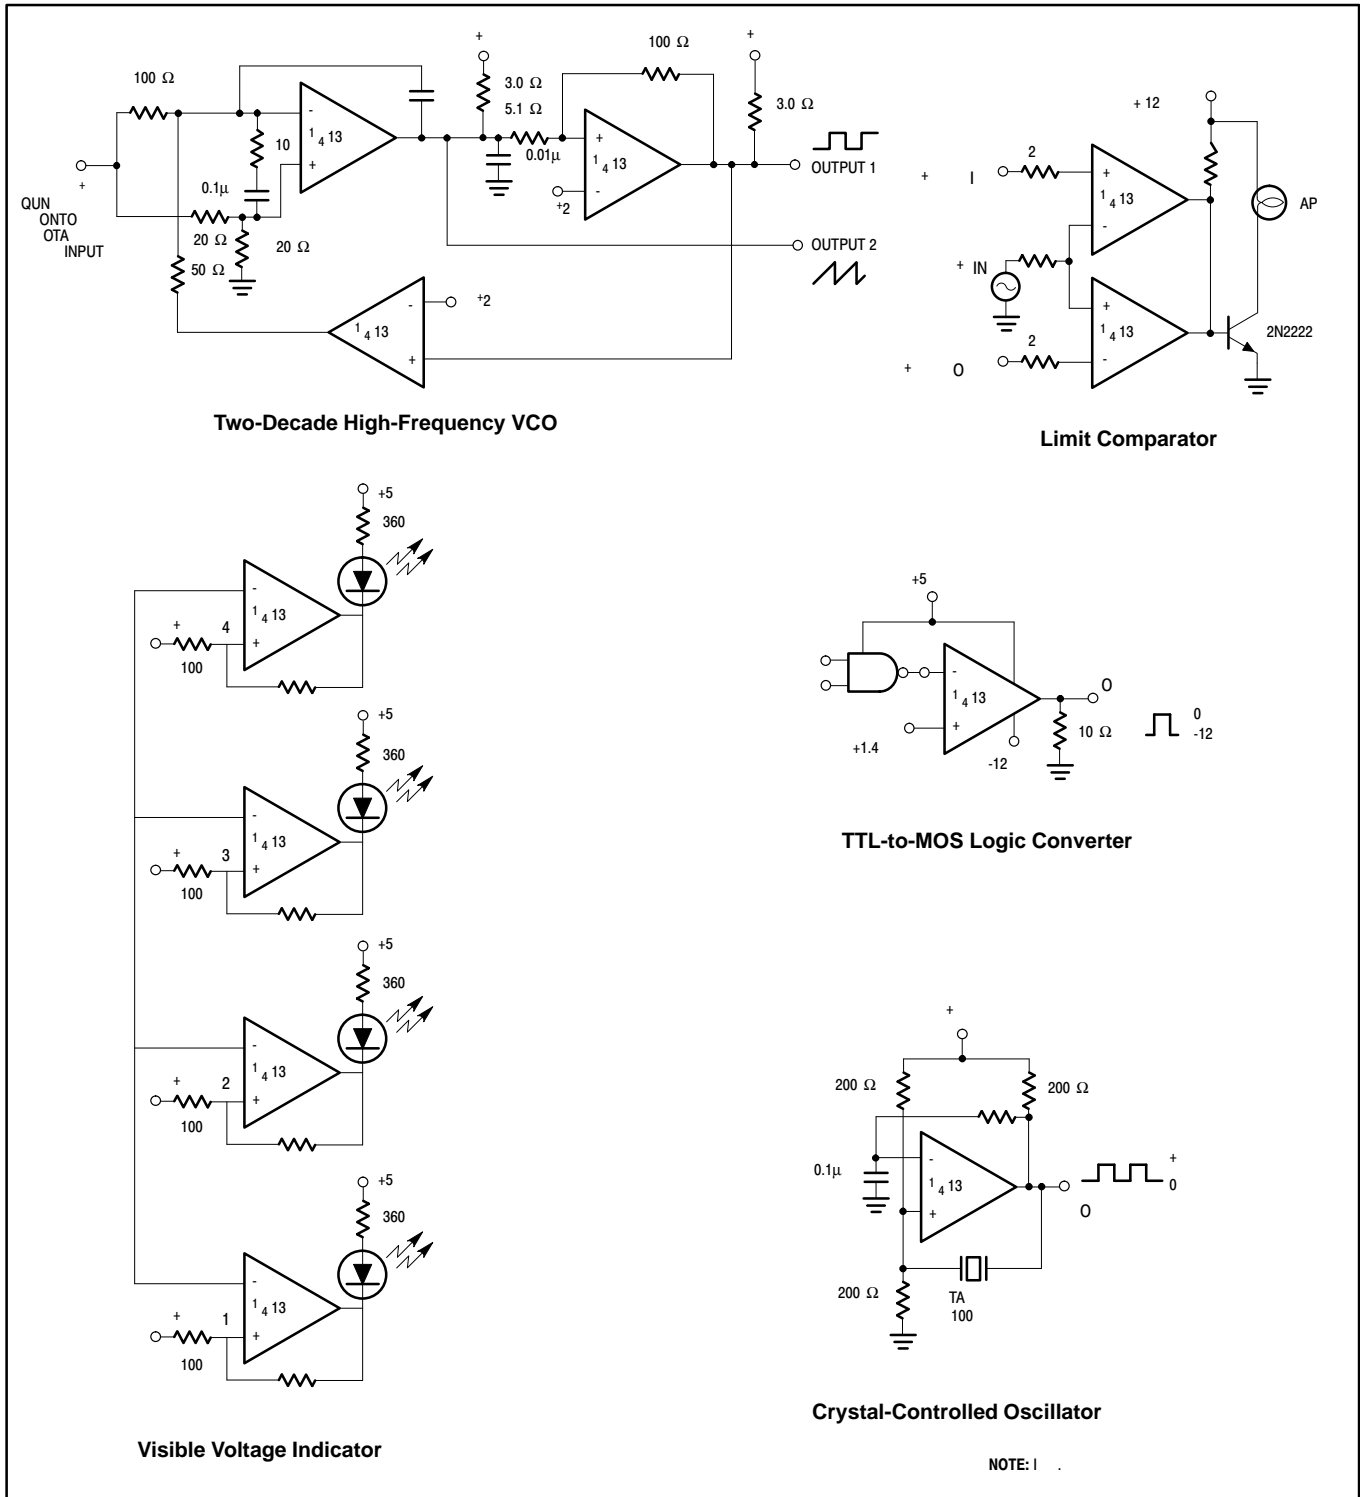 +
+
100 Ω
+ 12
100 Ω
3.0 Ω
5.1 Ω
3.0 Ω
-
1 4 13
+
10
0.01µ
+
1 4 13
-
+2
OUTPUT 1
0.1µ
+
QUN
ONTO
OTA
INPUT
20 Ω
20 Ω
50 Ω
OUTPUT 2
-
+2
1 4 13
+
Two-Decade High-Frequency VCO
+ I
2
+
1 4 13
-
AP
+ IN
+
1 4 13
-
2N2222
+ O
2
Limit Comparator
+5
360
-
1 4 13
+
+
4
100
+5
360
-
1 4 13
+
+
3
100
+5
360
-
1 4 13
+
+
2
100
+5
360
-
1 4 13
+
+
1
100
Visible Voltage Indicator
+5
-
1 4 13
+
O
+1.4
-12
10 Ω
0
-12
TTL-to-MOS Logic Converter
+
200 Ω
200 Ω
0.1µ
-
1 4 13
+
+
0
O
200 Ω
TA
100
Crystal-Controlled Oscillator
NOTE: I .